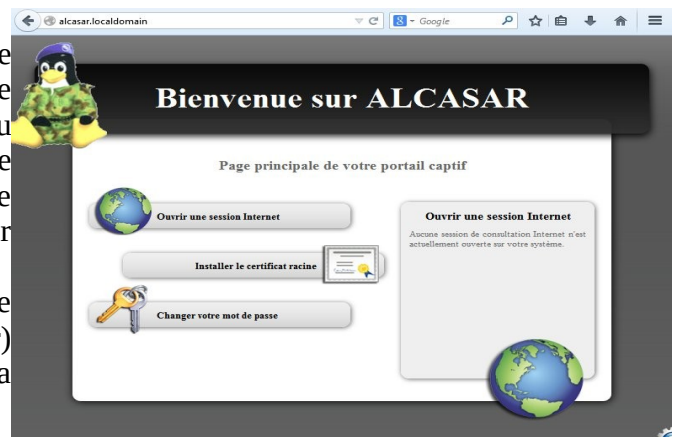 alcasar.localdomain
Google
Bienvenue sur ALCASAR
Page principale de votre portail captif
Ouvrir une session Internet
Installer le certificat racine
Changer votre mot de passe
Ouvrir une session Internet
Aucune session de consultation Internet n'est
actuellement ouverte sur votre système.